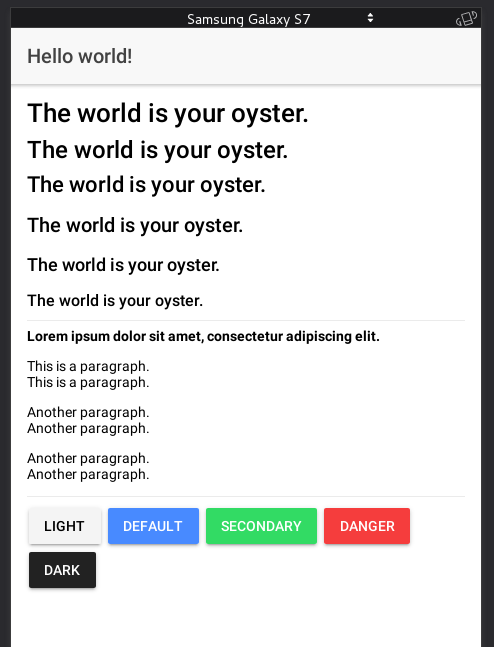 Samsung Galaxy S7
Hello world!
The world is your oyster.
The world is your oyster.
The world is your oyster.
The world is your oyster.
The world is your oyster.
The world is your oyster.
Lorem ipsum dolor sit amet, consectetur adipiscing elit.
This is a paragraph.
This is a paragraph.
Another paragraph.
Another paragraph.
Another paragraph.
Another paragraph.
LIGHT DEFAULT SECONDARY DANGER
DARK